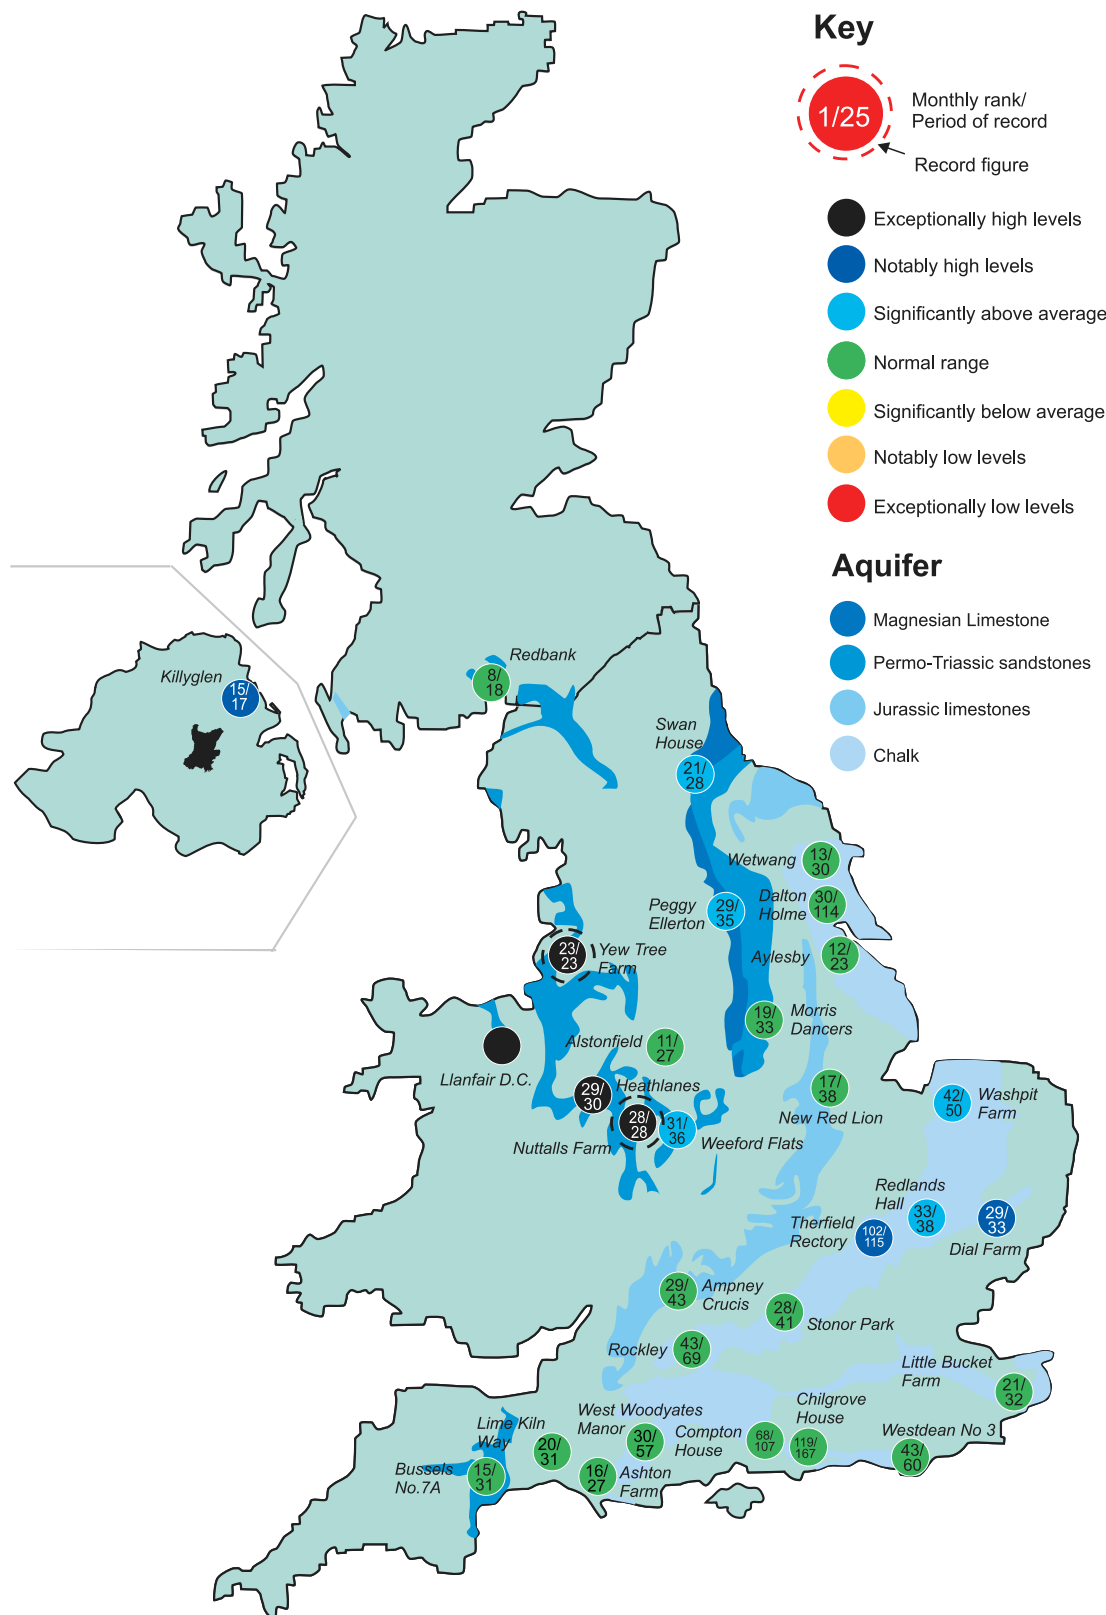 Key
1/25
Monthly rank/
Period of record
Record figure
Exceptionally high levels
Notably high levels
Significantly above average
Normal range
Significantly below average
Notably low levels
Exceptionally low levels
Aquifer
Magnesian Limestone
Permo-Triassic sandstones
Jurassic limestones
Chalk
Redbank
8/
18
Killyglen
15/
17
Swan
House
21/
28
Wetwang
13/
30
Dalton
Holme
30/
114
Peggy
Ellerton
29/
35
Aylesby
12/
23
Yew Tree
Farm
23/
23
Morris
Dancers
19/
33
Llanfair D.C.
Alstonfield
11/
27
Heathlanes
29/
30
New Red Lion
17/
38
Washpit
Farm
42/
50
Nuttalls Farm
28/
28
Weeford Flats
31/
36
Redlands
Hall
33/
38
Therfield
Rectory
102/
115
Dial Farm
29/
33
Ampney
Crucis
29/
43
Stonor Park
28/
41
Rockley
43/
69
Little Bucket
Farm
21/
32
Chilgrove
House
119/
167
West Woodyates
Manor
30/
57
Compton
House
68/
107
Westdean No 3
43/
60
Lime Kiln
Way
20/
31
Bussels
No.7A
15/
31
Ashton
Farm
16/
27